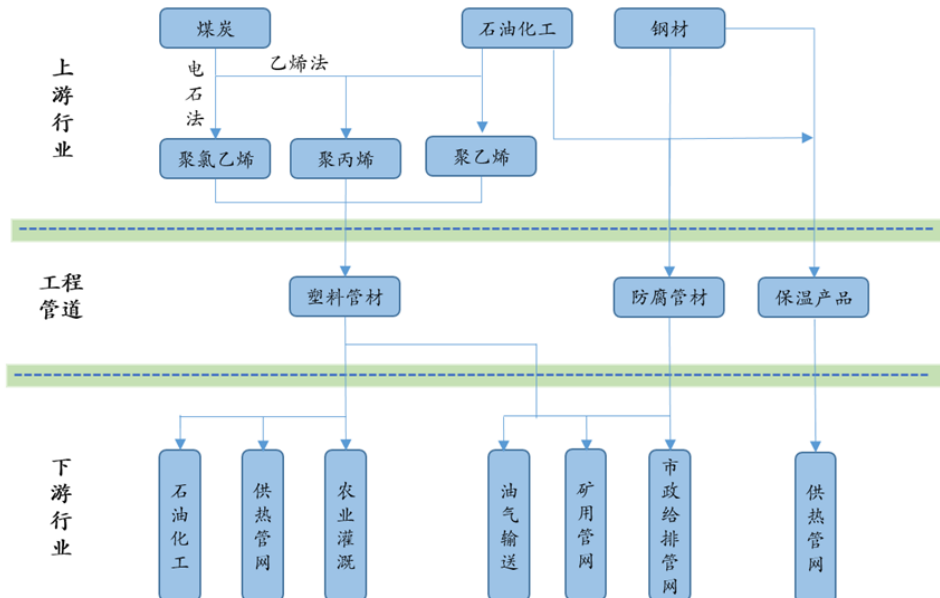 煤炭
石油化工
钢材
上游行业
电石法
乙烯法
聚氯乙烯
聚丙烯
聚乙烯
工程
管道
塑料管材
防腐管材
保温产品
下游行业
石油化工
供热管网
农业灌溉
油气输送
矿用管网
市政给排管网
供热管网